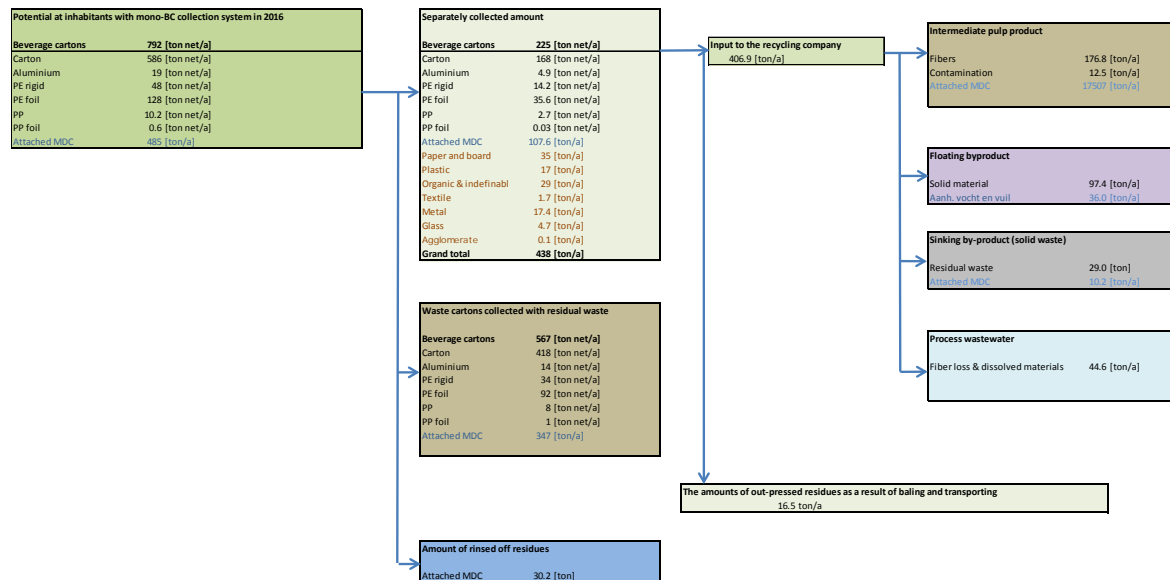 Potential at inhabitants with mono-BC collection system in 2016
Beverage cartons 792 [ton net/a]
Carton 586 [ton net/a]
Aluminium 19 [ton net/a]
PE rigid 48 [ton net/a]
PE foil 128 [ton net/a]
PP 10.2 [ton net/a]
PP foil 0.6 [ton net/a]
Attached MDC 485 [ton/a]
Separately collected amount
Beverage cartons 225 [ton net/a]
Carton 168 [ton net/a]
Aluminium 4.9 [ton net/a]
PE rigid 14.2 [ton net/a]
PE foil 35.6 [ton net/a]
PP 2.7 [ton net/a]
PP foil 0.03 [ton net/a]
Attached MDC 107.6 [ton/a]
Paper and board 35 [ton/a]
Plastic 17 [ton/a]
Organic & indefinabl 29 [ton/a]
Textile 1.7 [ton/a]
Metal 17.4 [ton/a]
Glass 4.7 [ton/a]
Agglomerate 0.1 [ton/a]
Grand total 438 [ton/a]
Waste cartons collected with residual waste
Beverage cartons 567 [ton net/a]
Carton 418 [ton net/a]
Aluminium 14 [ton net/a]
PE rigid 34 [ton net/a]
PE foil 92 [ton net/a]
PP 8 [ton net/a]
PP foil 1 [ton net/a]
Attached MDC 347 [ton/a]
Amount of rinsed off residues
Attached MDC 30.2 [ton]
Input to the recycling company
406.9 [ton/a]
The amounts of out-pressed residues as a result of baling and transporting
16.5 ton/a
Intermediate pulp product
Fibers 176.8 [ton/a]
Contamination 12.5 [ton/a]
Attached MDC 17507 [ton/a]
Floating byproduct
Solid material 97.4 [ton/a]
Aanh. vocht en vuil 36.0 [ton/a]
Sinking by-product (solid waste)
Residual waste 29.0 [ton]
Attached MDC 10.2 [ton/a]
Process wastewater
Fiber loss & dissolved materials 44.6 [ton/a]